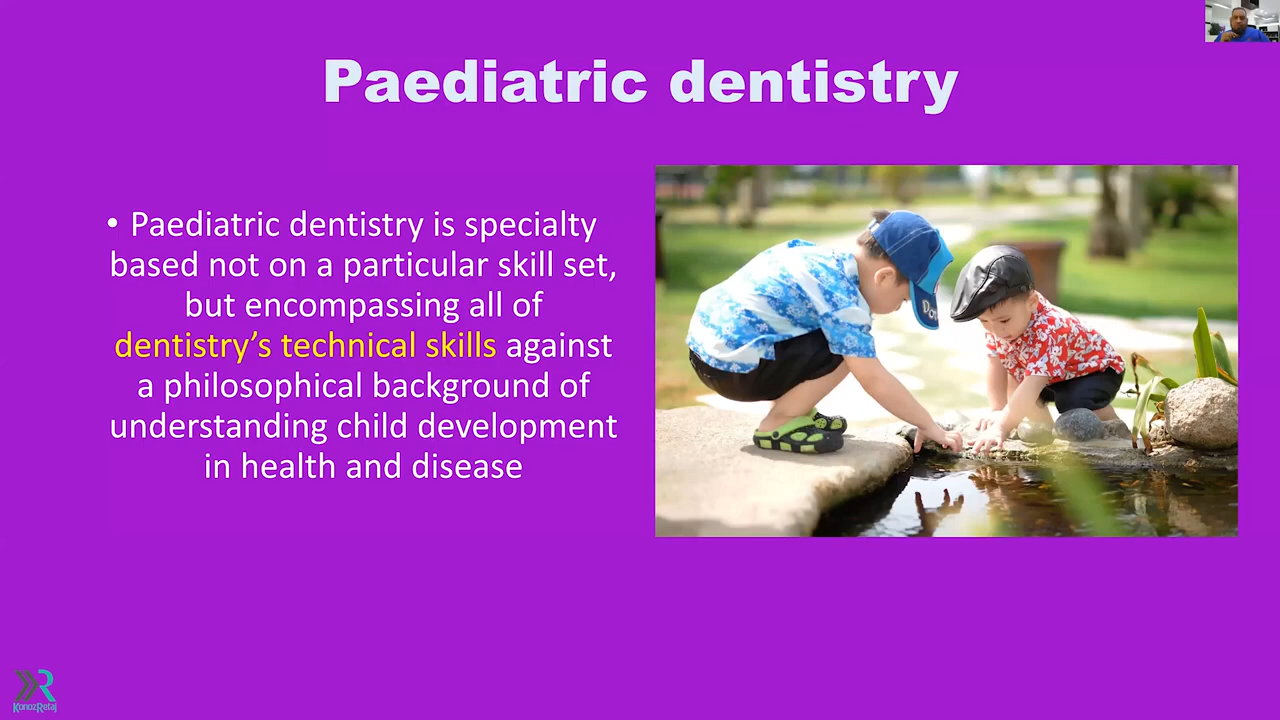 Paediatric dentistry
• Paediatric dentistry is specialty
based not on a particular skill set,
but encompassing all of
dentistry’s technical skills against
a philosophical background of
understanding child development
in health and disease
KonozRetaj